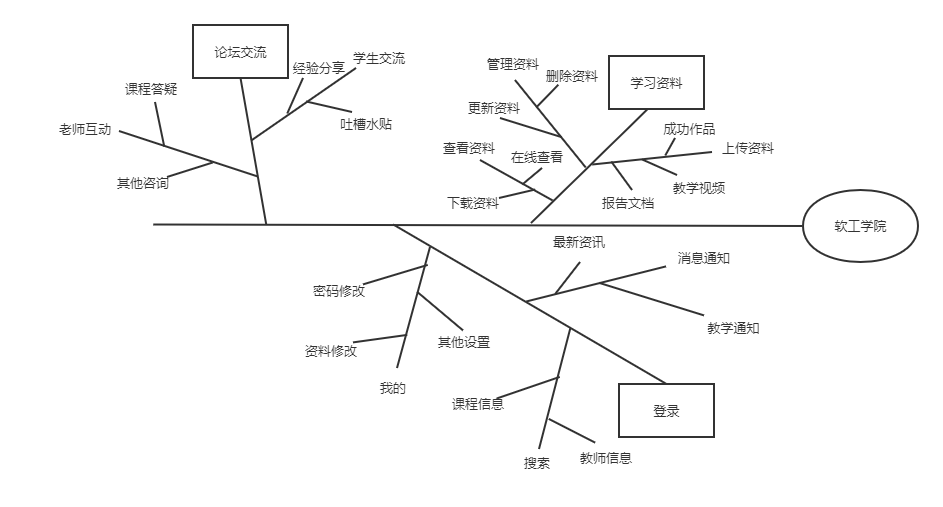 论坛交流
经验分享
学生交流
课程答疑
吐槽水贴
老师互动
其他咨询
管理资料
删除资料
学习资料
更新资料
成功作品
查看资料
在线查看
上传资料
教学视频
下载资料
报告文档
软工学院
最新资讯
消息通知
密码修改
教学通知
其他设置
资料修改
我的
课程信息
登录
搜索
教师信息